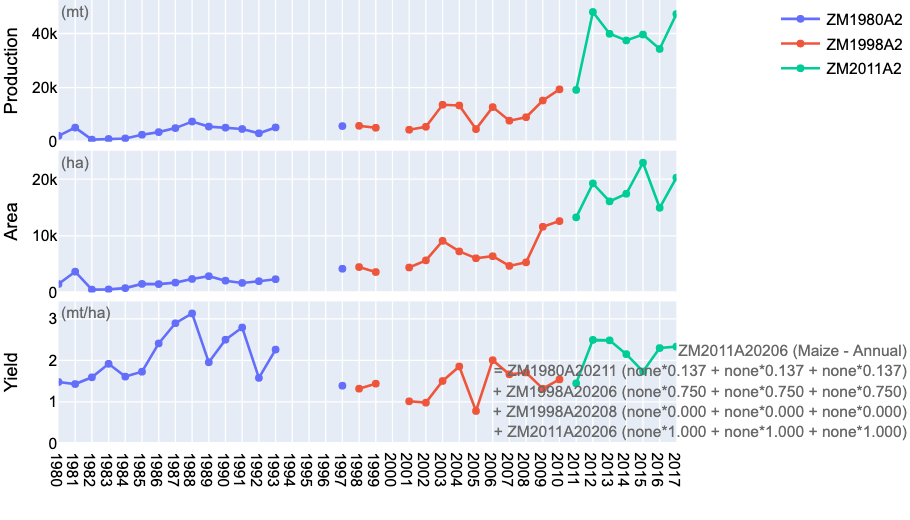 (mt)
40k
20k
0
Production
(ha)
20k
10k
0
Area
(mt/ha)
3
2
1
0
Yield
1980
1981
1982
1983
1984
1985
1986
1987
1988
1989
1990
1991
1992
1993
1994
1995
1996
1997
1998
1999
2000
2001
2002
2003
2004
2005
2006
2007
2008
2009
2010
2011
2012
2013
2014
2015
2016
2017
ZM1980A2
ZM1998A2
ZM2011A2
ZM2011A20206 (Maize - Annual)
= ZM1980A20211 (none*0.137 + none*0.137 + none*0.137)
+ ZM1998A20206 (none*0.750 + none*0.750 + none*0.750)
+ ZM1998A20208 (none*0.000 + none*0.000 + none*0.000)
+ ZM2011A20206 (none*1.000 + none*1.000 + none*1.000)